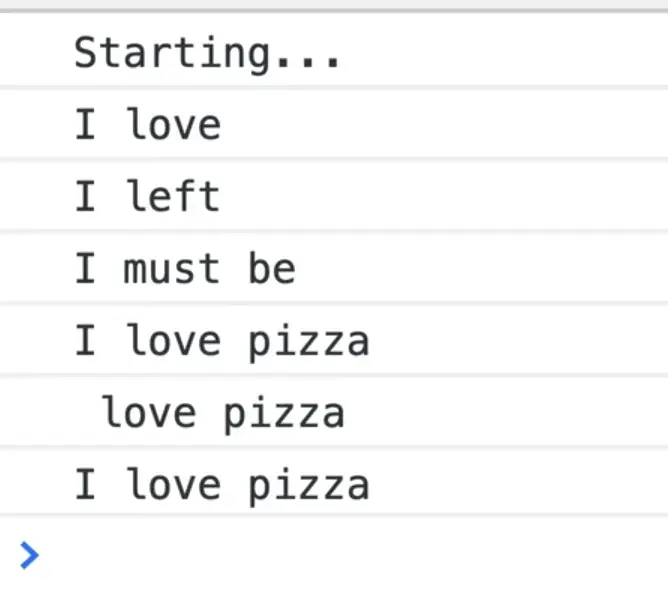 Starting...
I love
I left
I must be
I love pizza
 love pizza
I love pizza
>